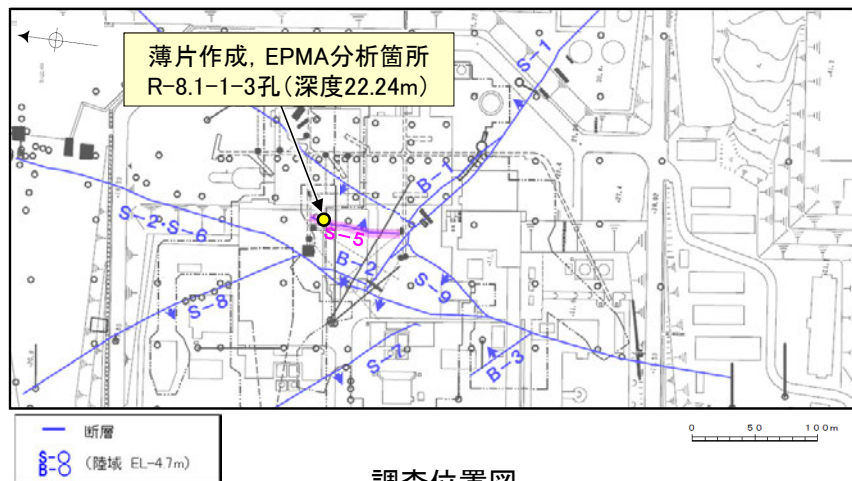 薄片作成, EPMA分析箇所
R-8.1-1-3孔(深度22.24m)
S-1
B-1
S-2・S-6
S-5
B-2
S-9
S-8
S-7
B-3
0 50 100m
断層
S-○
B-○ (陸域 EL-4.7m)
調査位置図